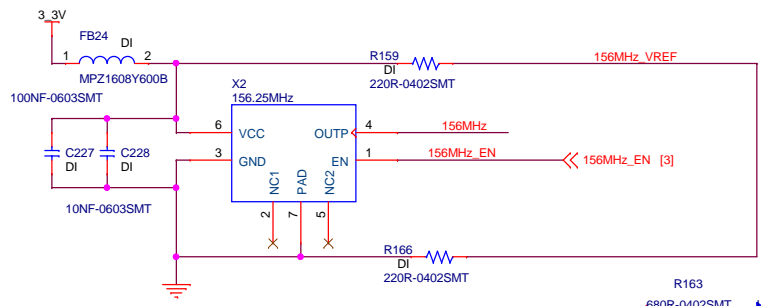 3_3V
FB24
DI
1
2
MPZ1608Y600B
100NF-0603SMT
R159
DI
220R-0402SMT
156MHz_VREF
X2
156.25MHz
6
VCC
OUTP
4
156MHz
3
GND
EN
1
156MHz_EN
156MHz_EN [3]
C227
DI
C228
DI
10NF-0603SMT
NC1
PAD
NC2
2
7
5
R166
DI
220R-0402SMT
R163
680R-0402SMT